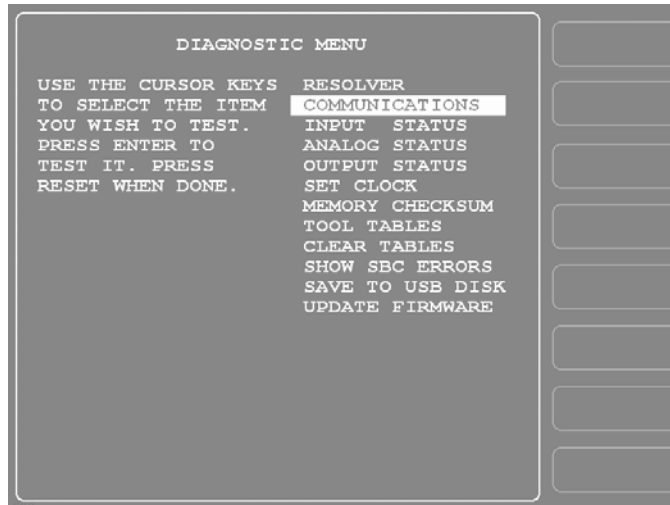 DIAGNOSTIC MENU
USE THE CURSOR KEYS
TO SELECT THE ITEM
YOU WISH TO TEST.
PRESS ENTER TO
TEST IT. PRESS
RESET WHEN DONE.
RESOLVER
COMMUNICATIONS
INPUT STATUS
ANALOG STATUS
OUTPUT STATUS
SET CLOCK
MEMORY CHECKSUM
TOOL TABLES
CLEAR TABLES
SHOW SBC ERRORS
SAVE TO USB DISK
UPDATE FIRMWARE